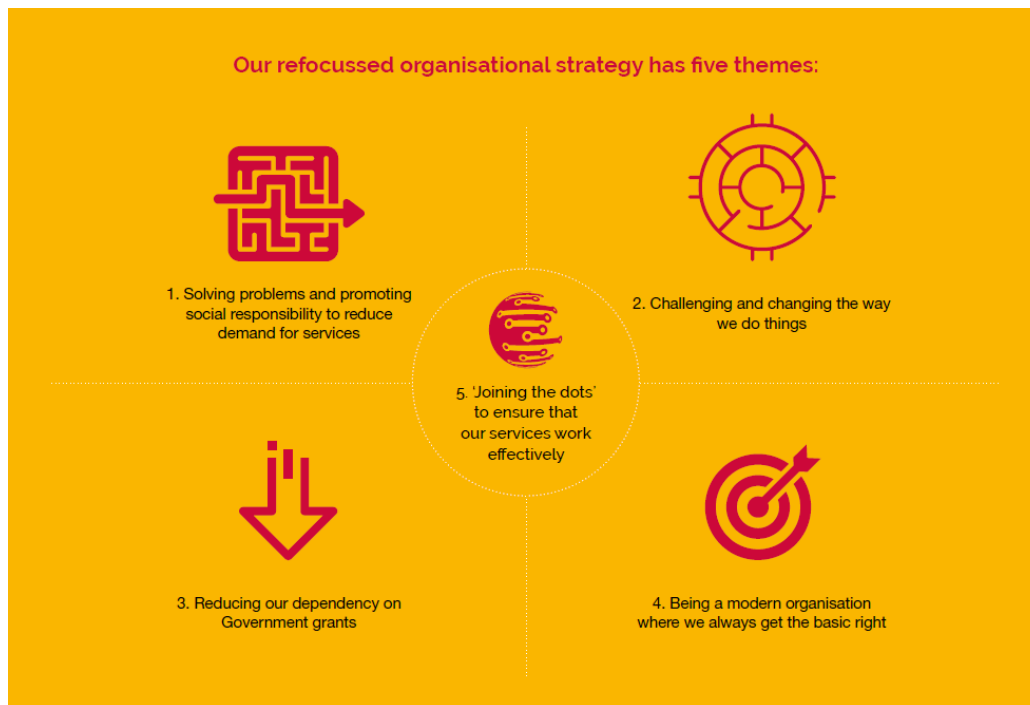 Our refocussed organisational strategy has five themes:
1. Solving problems and promoting
social responsibility to reduce
demand for services
2. Challenging and changing the way
we do things
3. Reducing our dependency on
Government grants
4. Being a modern organisation
where we always get the basic right
5. ‘Joining the dots’
to ensure that
our services work
effectively